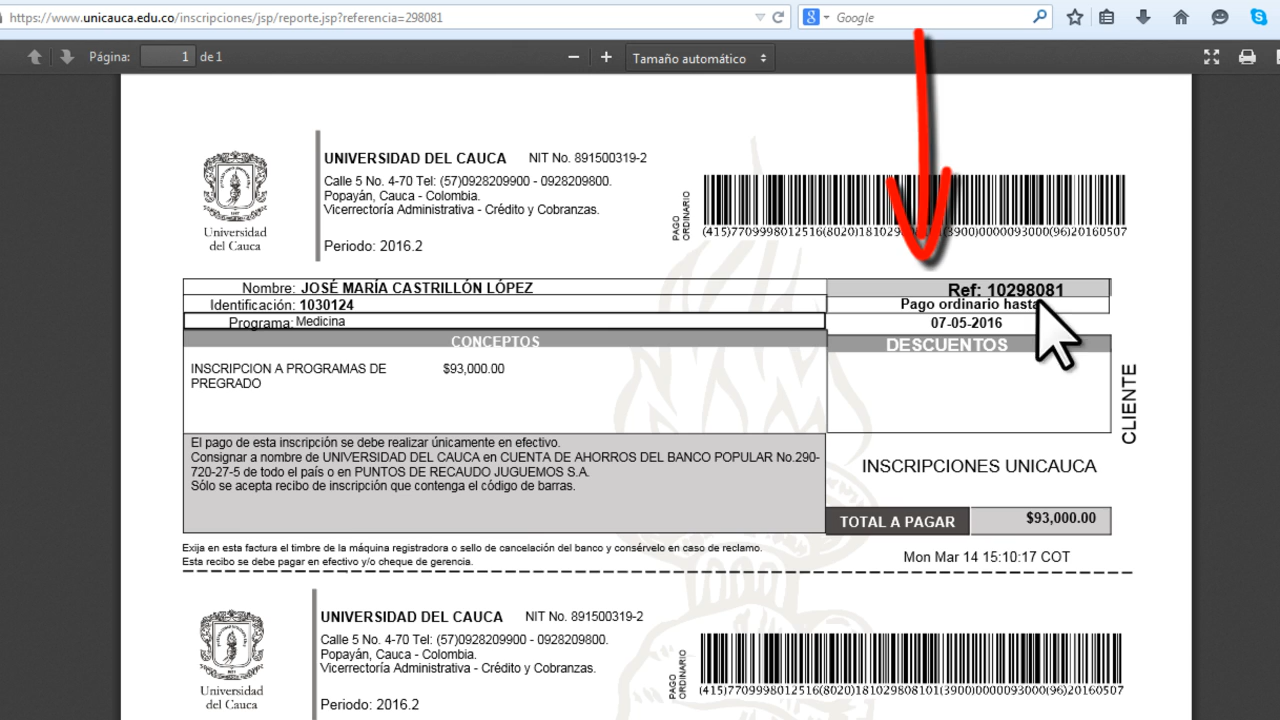 https://www.unicauca.edu.co/inscripciones/jsp/reporte.jsp?referencia=298081
Google
Página: 1 de 1
Tamaño automático
Universidad del Cauca
UNIVERSIDAD DEL CAUCA NIT No. 891500319-2
Calle 5 No. 4-70 Tel: (57)0928209900 - 0928209800.
Popayán, Cauca - Colombia.
Vicerrectoría Administrativa - Crédito y Cobranzas.
Periodo: 2016.2
PAGO ORDINARIO
(415)7709998012516(8020)181029 (3900)0000093000(96)20160507
Nombre: JOSÉ MARÍA CASTRILLÓN LÓPEZ
Ref: 10298081
Identificación: 1030124
Pago ordinario hasta
Programa: Medicina
07-05-2016
CONCEPTOS
DESCUENTOS
INSCRIPCION A PROGRAMAS DE PREGRADO
$93,000.00
CLIENTE
El pago de esta inscripción se debe realizar únicamente en efectivo.
Consignar a nombre de UNIVERSIDAD DEL CAUCA en CUENTA DE AHORROS DEL BANCO POPULAR No.290-
720-27-5 de todo el país o en PUNTOS DE RECAUDO JUGUEMOS S.A.
Sólo se acepta recibo de inscripción que contenga el código de barras.
INSCRIPCIONES UNICAUCA
TOTAL A PAGAR $93,000.00
Exija en esta factura el timbre de la máquina registradora o sello de cancelación del banco y consérvelo en caso de reclamo.
Esta recibo se debe pagar en efectivo y/o cheque de gerencia.
Mon Mar 14 15:10:17 COT
Universidad del Cauca
UNIVERSIDAD DEL CAUCA NIT No. 891500319-2
Calle 5 No. 4-70 Tel: (57)0928209900 - 0928209800.
Popayán, Cauca - Colombia.
Vicerrectoría Administrativa - Crédito y Cobranzas.
Periodo: 2016.2
PAGO ORDINARIO
(415)7709998012516(8020)181029808101(3900)0000093000(96)20160507